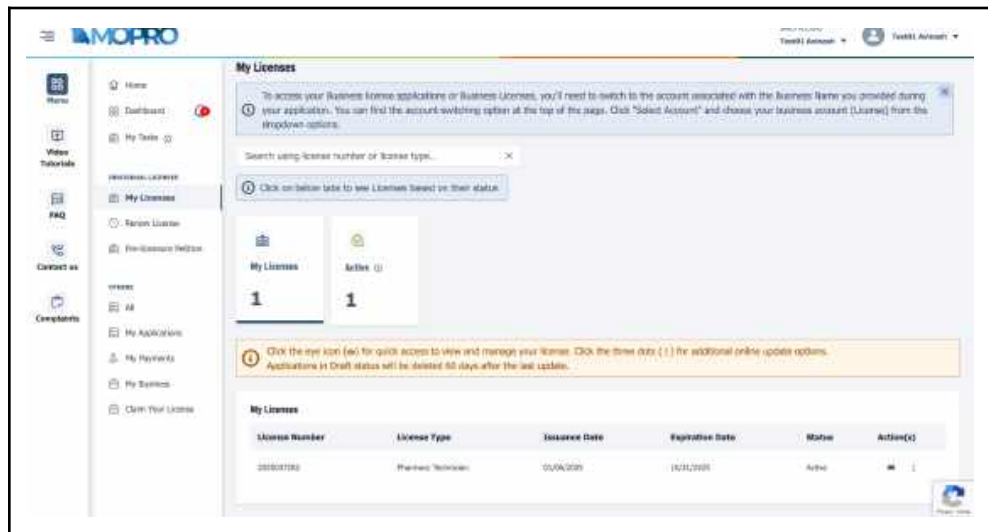 MOPRO
Test01 Avinash
Test01 Avinash
Menu
Video Tutorials
FAQ
Contact us
Complaints
Home
Dashboard
My Tasks
INDIVIDUAL LICENSES
My Licenses
Renew License
Pre-licensure Petition
OTHERS
All
My Applications
My Payments
My Business
Claim Your License
My Licenses
To access your Business license applications or Business Licenses, you'll need to switch to the account associated with the Business Name you provided during
your application. You can find the account switching option at the top of the page. Click "Select Account" and choose your business account (License) from the
dropdown options.
Search using license number or license type...
Click on below tabs to see Licenses based on their status
My Licenses
1
Active
1
Click the eye icon ( ) for quick access to view and manage your license. Click the three dots ( ⋮ ) for additional online update options.
Applications in Draft status will be deleted 60 days after the last update.
My Licenses
License Number License Type Issuance Date Expiration Date Status Action(s)
Pharmacy Technician Active